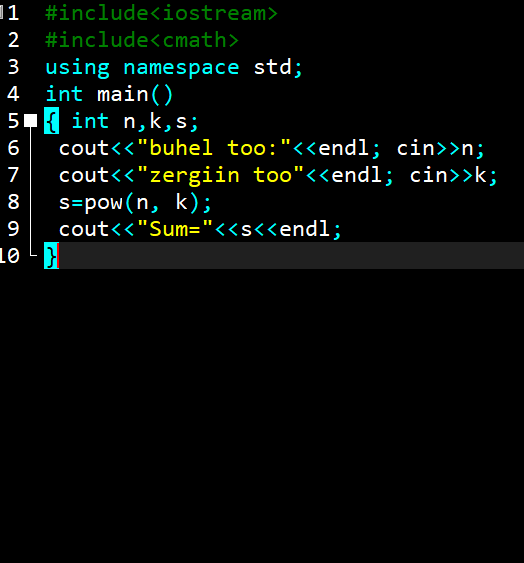 1 #include<iostream>
2 #include<cmath>
3 using namespace std;
4 int main()
5 { int n,k,s;
6 cout<<"buhel too:"<<endl; cin>>n;
7 cout<<"zergiin too"<<endl; cin>>k;
8 s=pow(n, k);
9 cout<<"Sum="<<s<<endl;
10 }